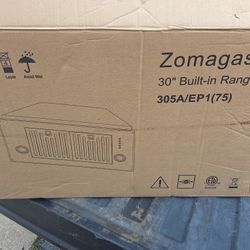 Zomagas
30" Built-in Rang
305A/EP1(75)
Layer
Avoid Wet